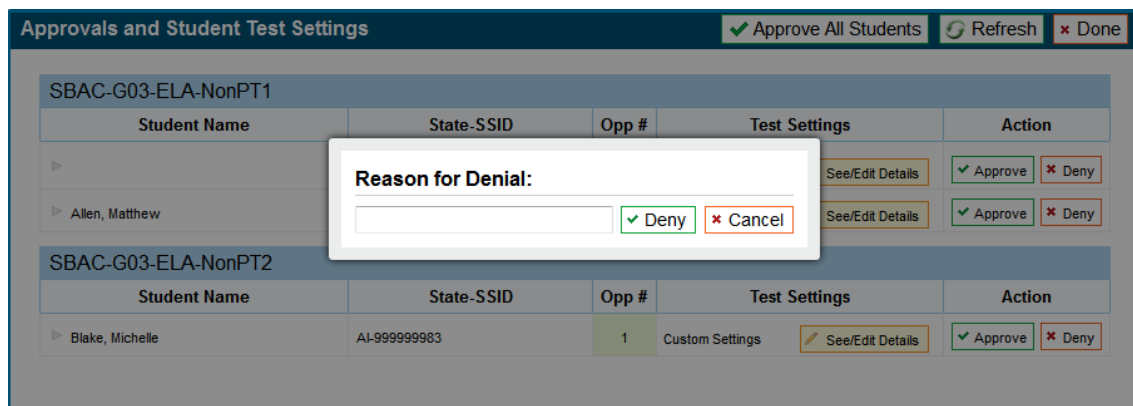 Approvals and Student Test Settings Approve All Students Refresh Done
SBAC-G03-ELA-NonPT1
Student Name State-SSID Opp # Test Settings Action
See/Edit Details Approve Deny
Allen, Matthew See/Edit Details Approve Deny
Reason for Denial:
Deny Cancel
SBAC-G03-ELA-NonPT2
Student Name State-SSID Opp # Test Settings Action
Blake, Michelle AI-999999983 1 Custom Settings See/Edit Details Approve Deny